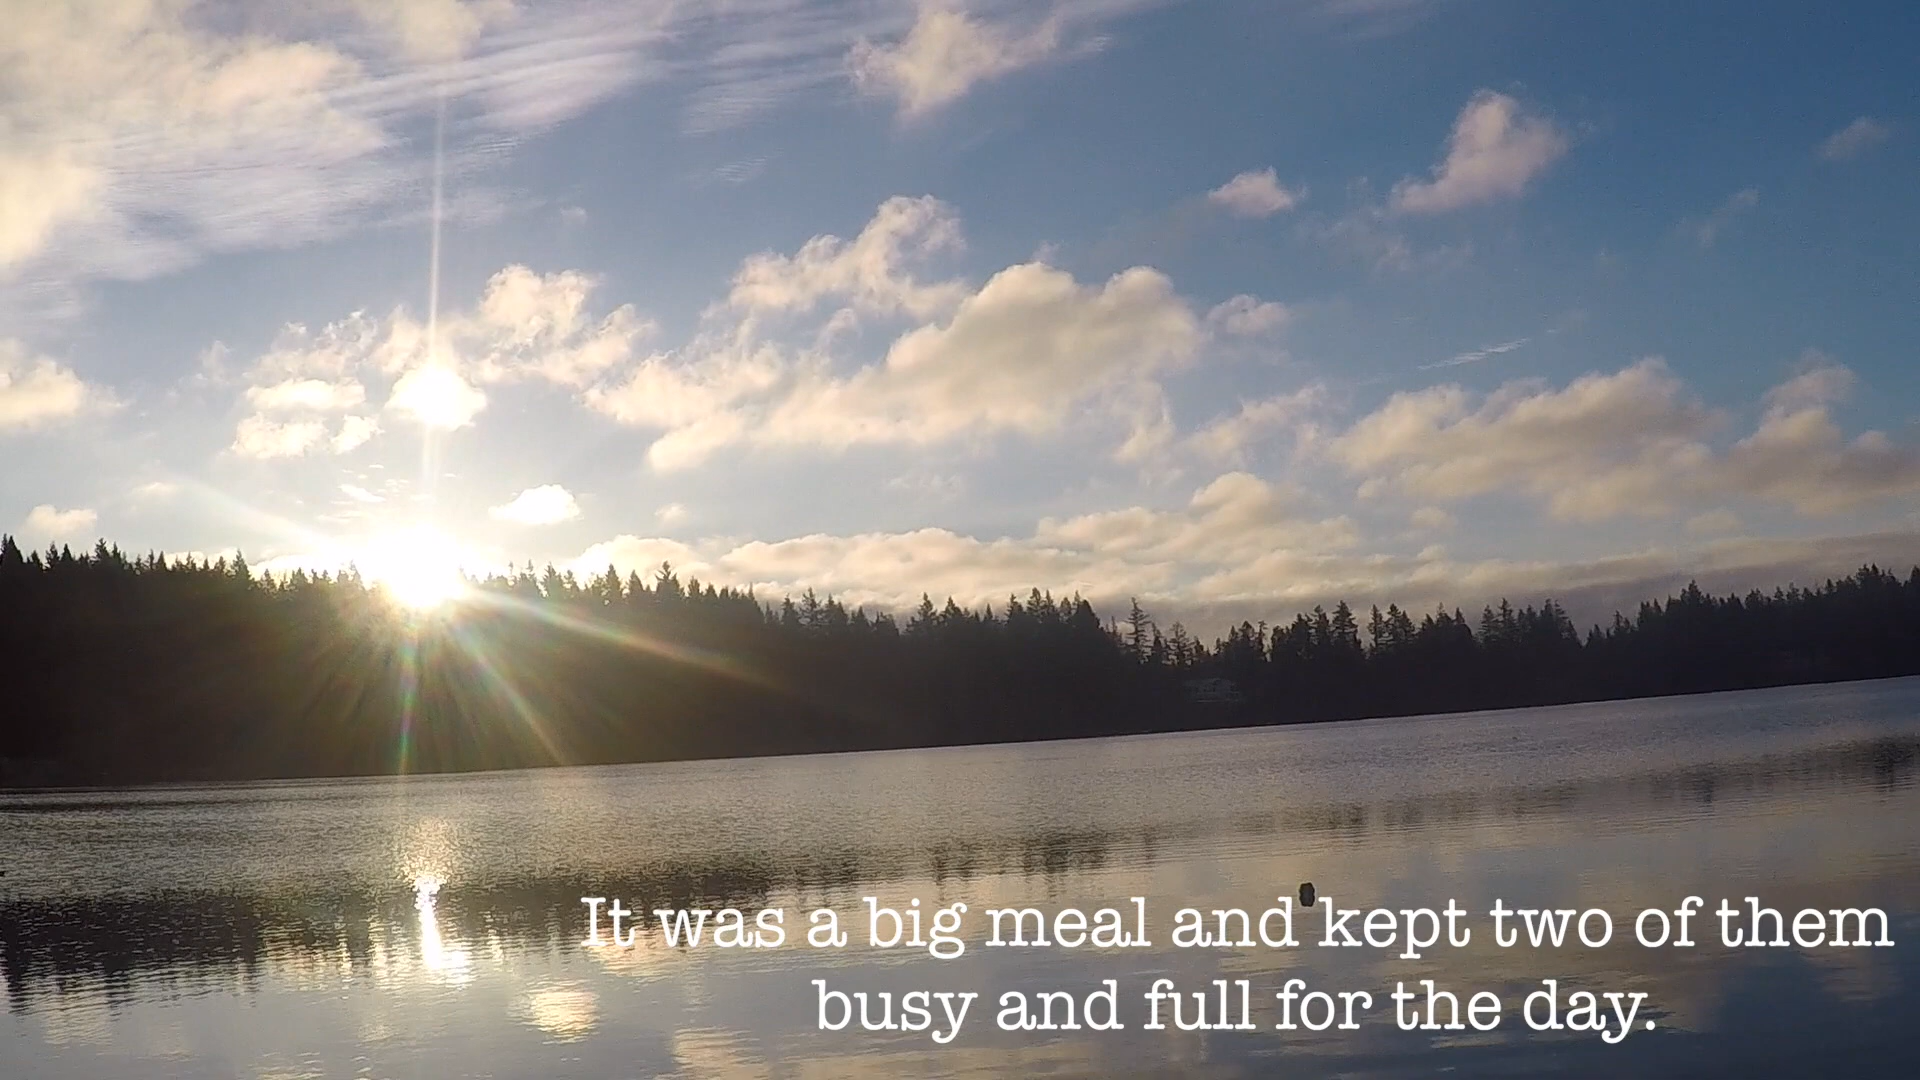 It was a big meal and kept two of them
busy and full for the day.